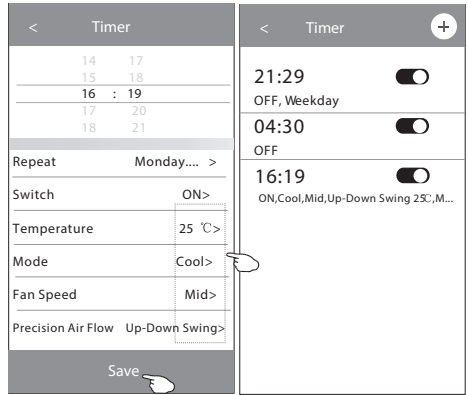 < Timer
14 17
15 18
16 : 19
17 20
18 21
Repeat Monday.... >
Switch ON>
Temperature 25 ℃>
Mode Cool>
Fan Speed Mid>
Precision Air Flow Up-Down Swing>
Save
< Timer +
21:29
OFF, Weekday
04:30
OFF
16:19
ON,Cool,Mid,Up-Down Swing 25℃,M...